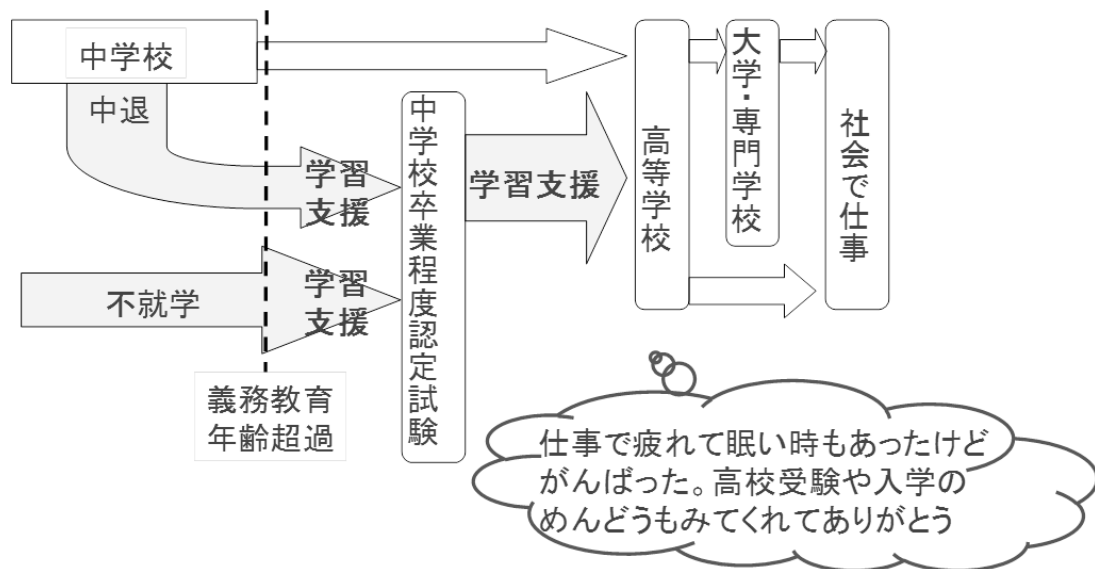 中学校
中退
学習
支援
不就学
学習
支援
義務教育
年齢超過
中学校卒業程度認定試験
学習支援
高等学校
大学・専門学校
社会で仕事
仕事で疲れて眠い時もあったけど
がんばった。高校受験や入学の
めんどうもみてくれてありがとう